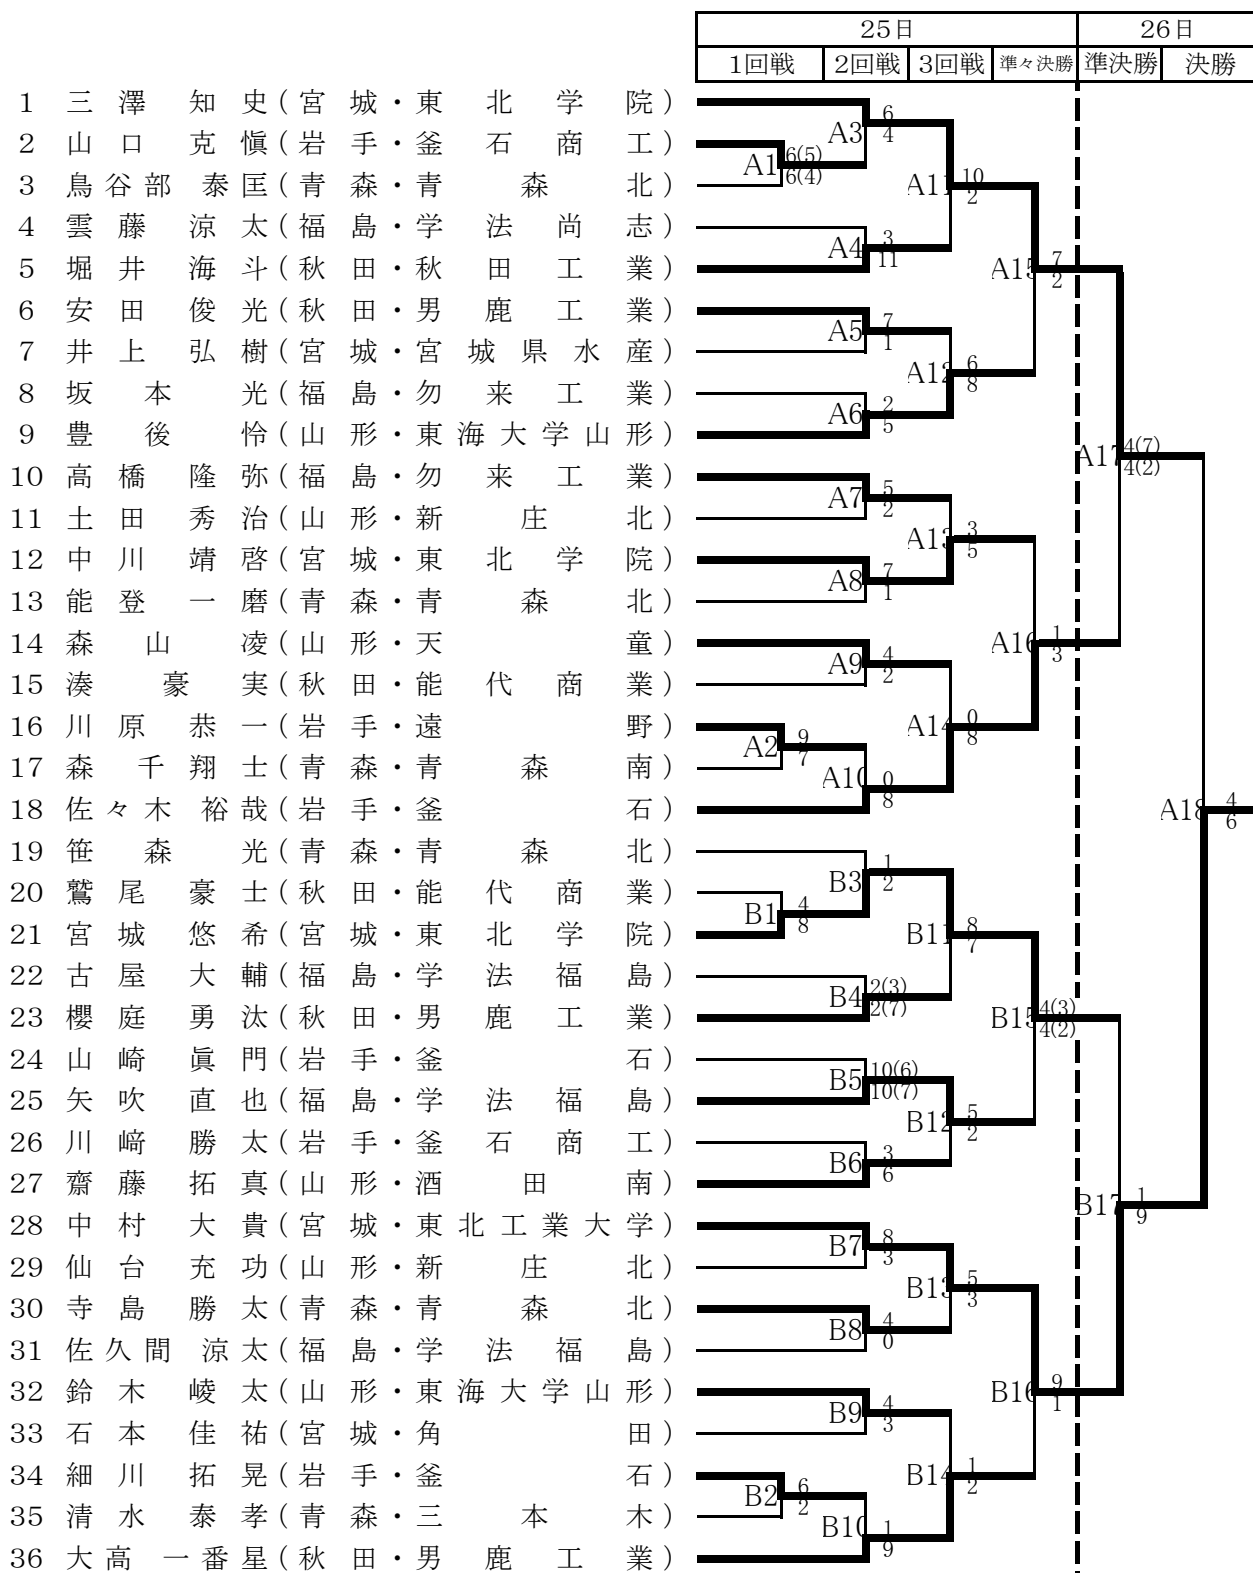 25日 26日
1回戦 2回戦 3回戦 準々決勝 準決勝 決勝
1 三澤 知史(宮城・東北学院)
2 山口 克愼(岩手・釜石商工)
3 鳥谷部 泰匡(青森・青森北)
4 雲藤 涼太(福島・学法尚志)
5 堀井 海斗(秋田・秋田工業)
6 安田 俊光(秋田・男鹿工業)
7 井上 弘樹(宮城・宮城県水産)
8 坂本 光(福島・勿来工業)
9 豊後 怜(山形・東海大学山形)
10 高橋 隆弥(福島・勿来工業)
11 土田 秀治(山形・新庄北)
12 中川 靖啓(宮城・東北学院)
13 能登 一磨(青森・青森北)
14 森山 凌(山形・天童)
15 湊 豪実(秋田・能代商業)
16 川原 恭一(岩手・遠野)
17 森 千翔士(青森・青森南)
18 佐々木 裕哉(岩手・釜石)
19 笹森 光(青森・青森北)
20 鷲尾 豪士(秋田・能代商業)
21 宮城 悠希(宮城・東北学院)
22 古屋 大輔(福島・学法福島)
23 櫻庭 勇汰(秋田・男鹿工業)
24 山崎 眞門(岩手・釜石)
25 矢吹 直也(福島・学法福島)
26 川﨑 勝太(岩手・釜石商工)
27 齋藤 拓真(山形・酒田南)
28 中村 大貴(宮城・東北工業大学)
29 仙台 充功(山形・新庄北)
30 寺島 勝太(青森・青森北)
31 佐久間 涼太(福島・学法福島)
32 鈴木 崚太(山形・東海大学山形)
33 石本 佳祐(宮城・角田)
34 細川 拓晃(岩手・釜石)
35 清水 泰孝(青森・三本木)
36 大高 一番星(秋田・男鹿工業)
A1 6(5) 6(4)
A2 9 7
B1 4 8
B2 6 2
A3 6 4
A4 3 11
A5 7 1
A6 2 5
A7 5 2
A8 7 1
A9 4 2
A10 0 8
B3 1 2
B4 2(3) 2(7)
B5 10(6) 10(7)
B6 3 6
B7 8 3
B8 4 0
B9 4 3
B10 1 9
A11 10 2
A12 6 8
A13 3 5
A14 0 8
B11 8 7
B12 5 2
B13 5 3
B14 1 2
A15 7 2
A16 1 3
B15 4(3) 4(2)
B16 9 1
A17 4(7) 4(2)
B17 1 9
A18 4 6